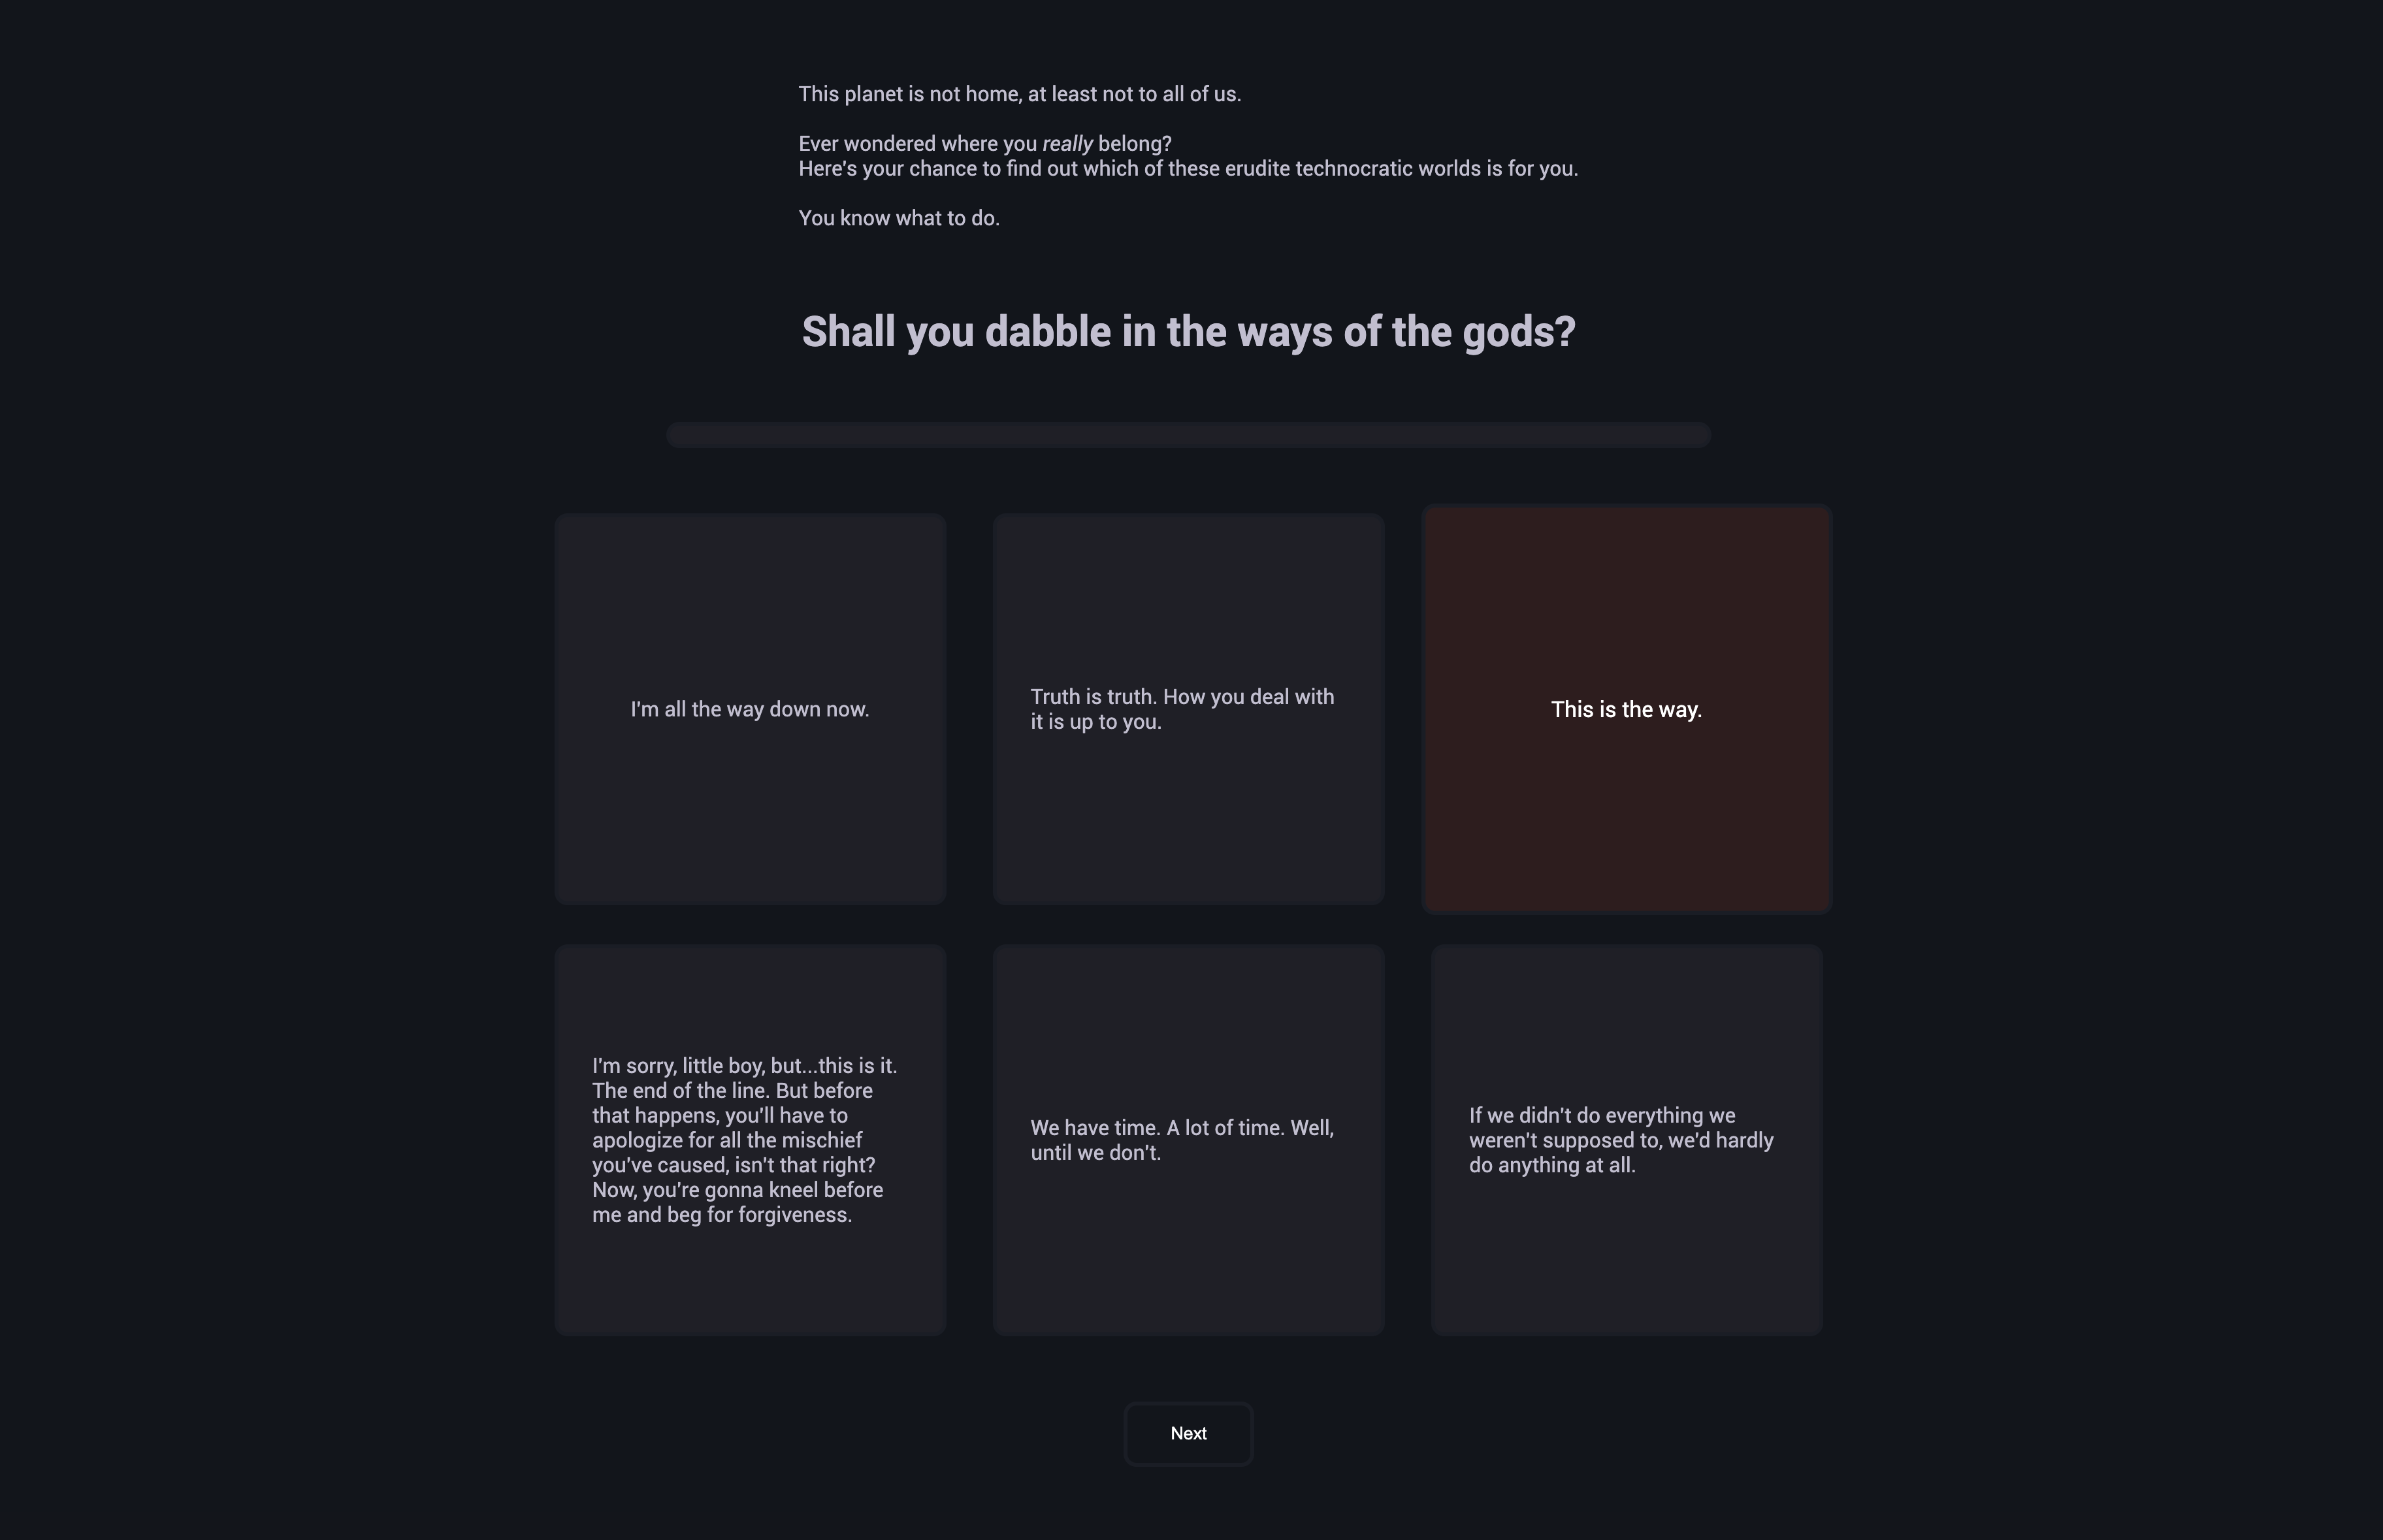 This planet is not home, at least not to all of us.
Ever wondered where you really belong?
Here's your chance to find out which of these erudite technocratic worlds is for you.
You know what to do.
Shall you dabble in the ways of the gods?
I'm all the way down now.
Truth is truth. How you deal with
it is up to you.
This is the way.
I'm sorry, little boy, but...this is it.
The end of the line. But before
that happens, you'll have to
apologize for all the mischief
you've caused, isn't that right?
Now, you're gonna kneel before
me and beg for forgiveness.
We have time. A lot of time. Well,
until we don't.
If we didn't do everything we
weren't supposed to, we'd hardly
do anything at all.
Next